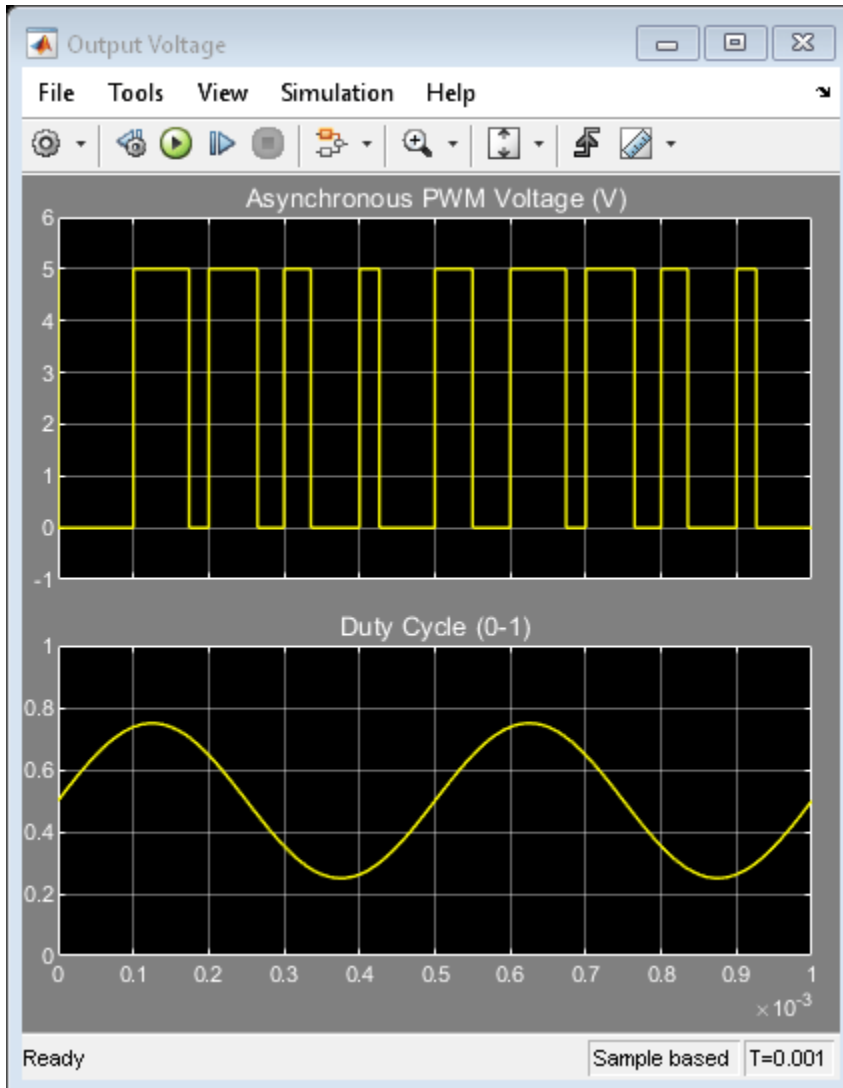 Output Voltage
File Tools View Simulation Help
Asynchronous PWM Voltage (V)
6
5
4
3
2
1
0
-1
Duty Cycle (0-1)
1
0.8
0.6
0.4
0.2
0
0 0.1 0.2 0.3 0.4 0.5 0.6 0.7 0.8 0.9 1
×10⁻³
Ready Sample based T=0.001